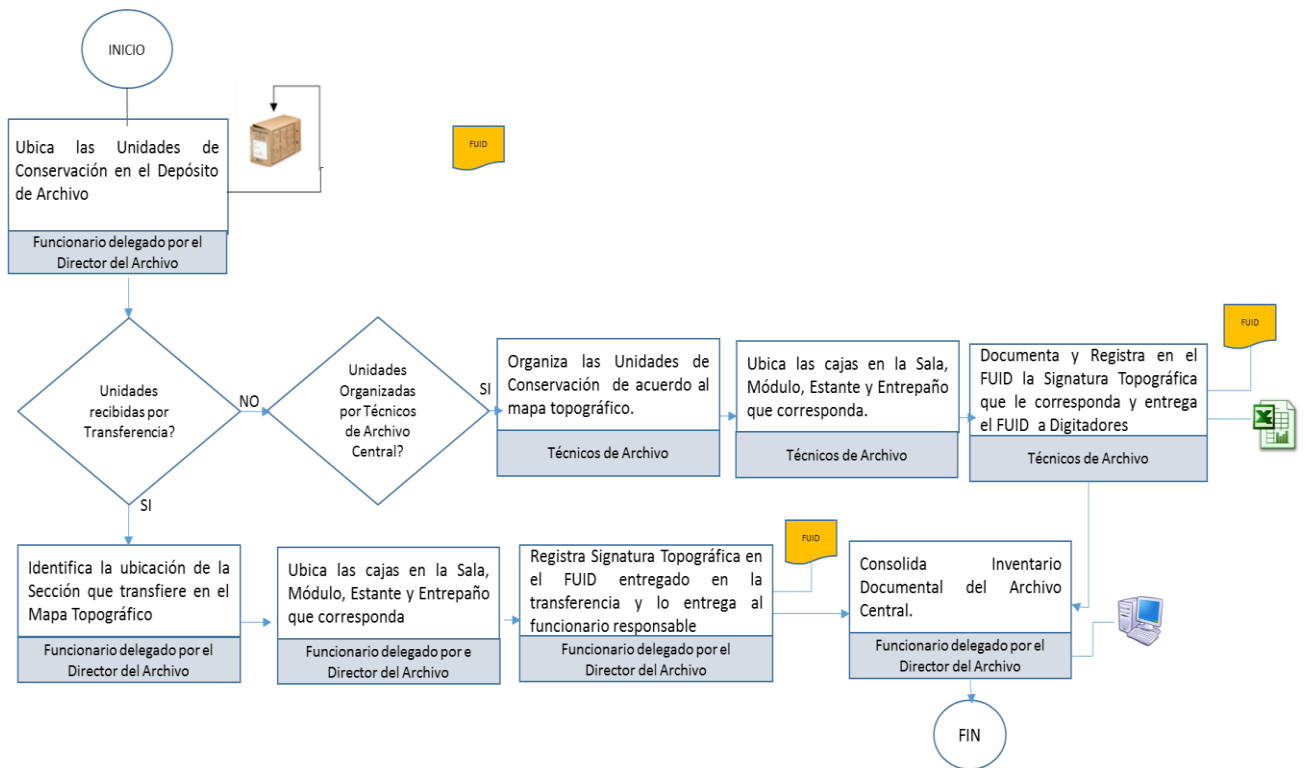 INICIO
Ubica las Unidades de
Conservación en el Depósito
de Archivo
Funcionario delegado por el
Director del Archivo
FUID
Unidades
recibidas por
Transferencia?
NO
SI
Unidades
Organizadas
por Técnicos
de Archivo
Central?
SI
Organiza las Unidades de
Conservación de acuerdo al
mapa topográfico.
Técnicos de Archivo
Ubica las cajas en la Sala,
Módulo, Estante y Entrepaño
que corresponda.
Técnicos de Archivo
Documenta y Registra en el
FUID la Signatura Topográfica
que le corresponda y entrega
el FUID a Digitadores
Técnicos de Archivo
FUID
Identifica la ubicación de la
Sección que transfiere en el
Mapa Topográfico
Funcionario delegado por el
Director del Archivo
Ubica las cajas en la Sala,
Módulo, Estante y Entrepaño
que corresponda
Funcionario delegado por e
Director del Archivo
Registra Signatura Topográfica en
el FUID entregado en la
transferencia y lo entrega al
funcionario responsable
Funcionario delegado por el
Director del Archivo
FUID
Consolida Inventario
Documental del Archivo
Central.
Funcionario delegado por el
Director del Archivo
FIN